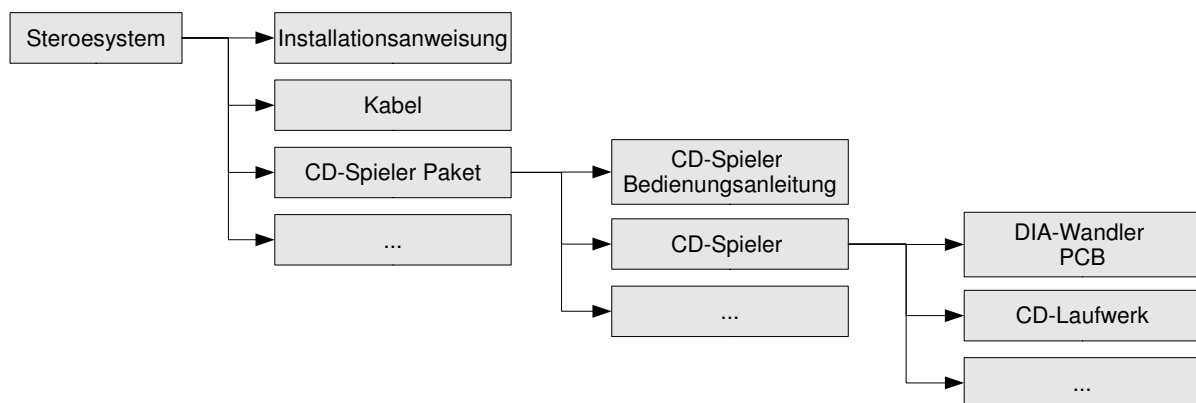 Steroesystem
Installationsanweisung
Kabel
CD-Spieler Paket
...
CD-Spieler
Bedienungsanleitung
CD-Spieler
...
DIA-Wandler
PCB
CD-Laufwerk
...